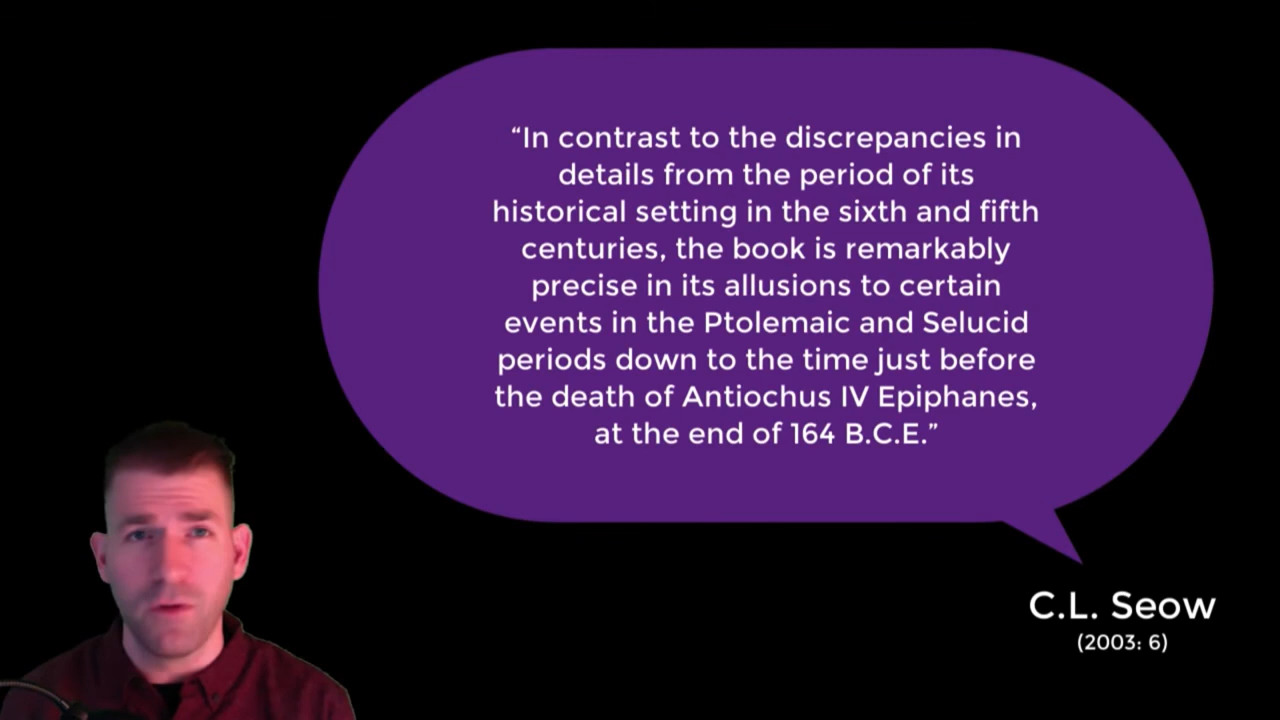 “In contrast to the discrepancies in
details from the period of its
historical setting in the sixth and fifth
centuries, the book is remarkably
precise in its allusions to certain
events in the Ptolemaic and Selucid
periods down to the time just before
the death of Antiochus IV Epiphanes,
at the end of 164 B.C.E.”
C.L. Seow
(2003: 6)